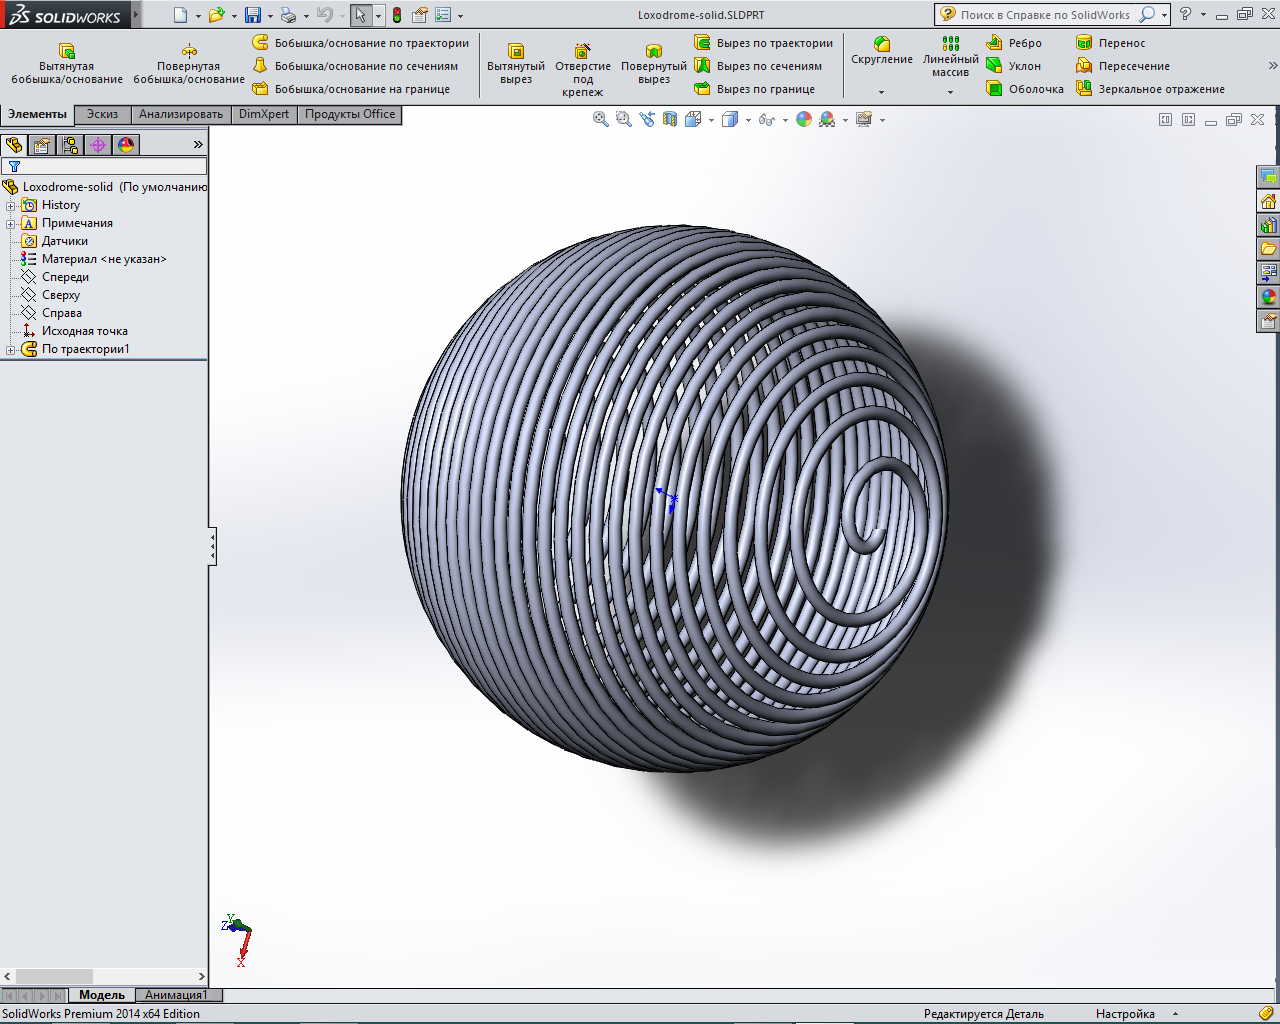 SOLIDWORKS
Loxodrome-solid.SLDPRT
Поиск в Справке по SolidWorks
Вытянутая
бобышка/основание
Повернутая
бобышка/основание
Бобышка/основание по траектории
Бобышка/основание по сечениям
Бобышка/основание на границе
Вытянутый
вырез
Отверстие
под
крепеж
Повернутый
вырез
Вырез по траектории
Вырез по сечениям
Вырез по границе
Скругление
Линейный
массив
Ребро
Уклон
Оболочка
Перенос
Пересечение
Зеркальное отражение
Элементы
Эскиз
Анализировать
DimXpert
Продукты Office
Loxodrome-solid (По умолчанию
History
Примечания
Датчики
Материал <не указан>
Спереди
Сверху
Справа
Исходная точка
По траектории1
Y
Z
X
Модель
Анимация1
SolidWorks Premium 2014 x64 Edition
Редактируется Деталь
Настройка